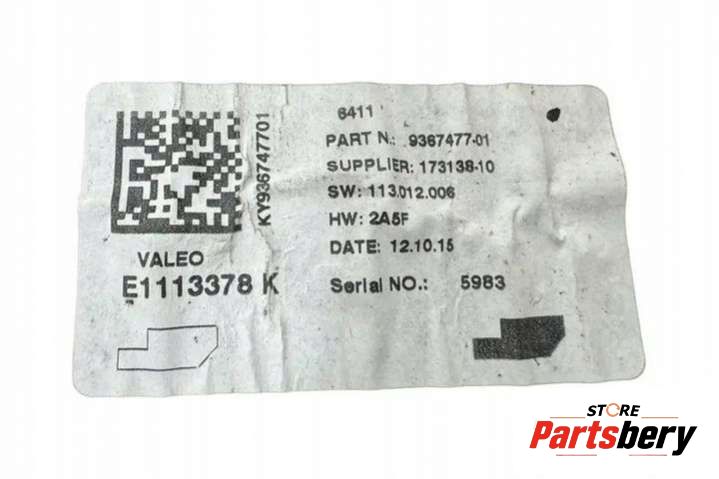 6411
PART N.: 9367477-01
SUPPLIER: 173138-10
SW: 113.012.006
HW: 2A5F
DATE: 12.10.15
Serial NO.: 5983
KY936747701
VALEO
E1113378 K
STORE
Partsbery